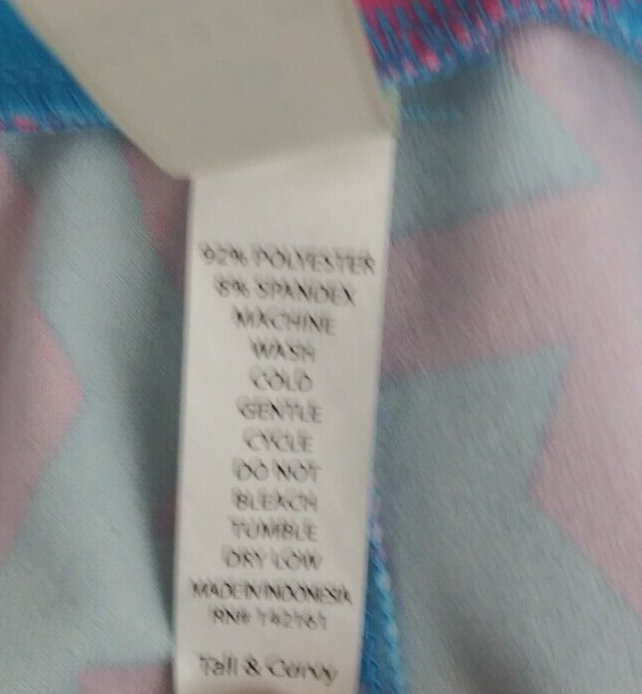 92% POLYESTER
8% SPANDEX
MACHINE
WASH
COLD
GENTLE
CYCLE
DO NOT
BLEACH
TUMBLE
DRY LOW
MADE IN INDONESIA
RN# 142161
Tall & Curvy